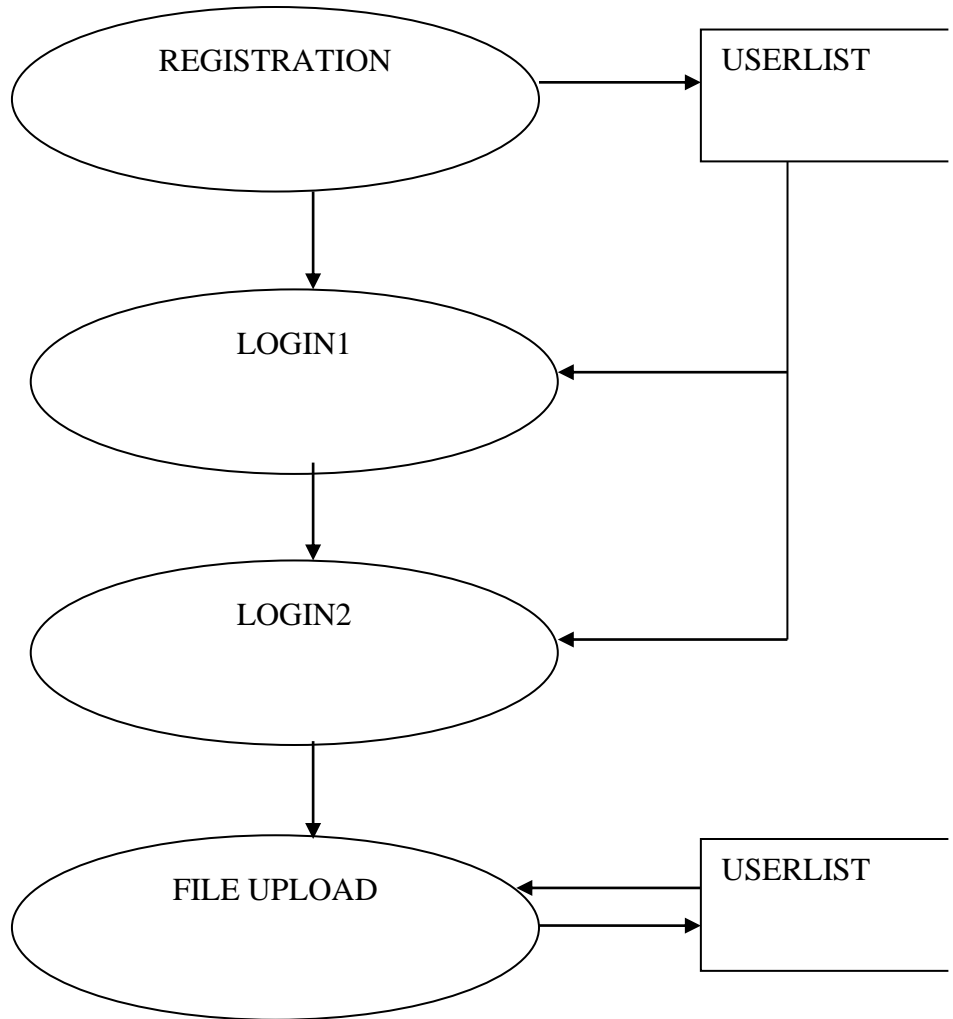 REGISTRATION
USERLIST
LOGIN1
LOGIN2
FILE UPLOAD
USERLIST